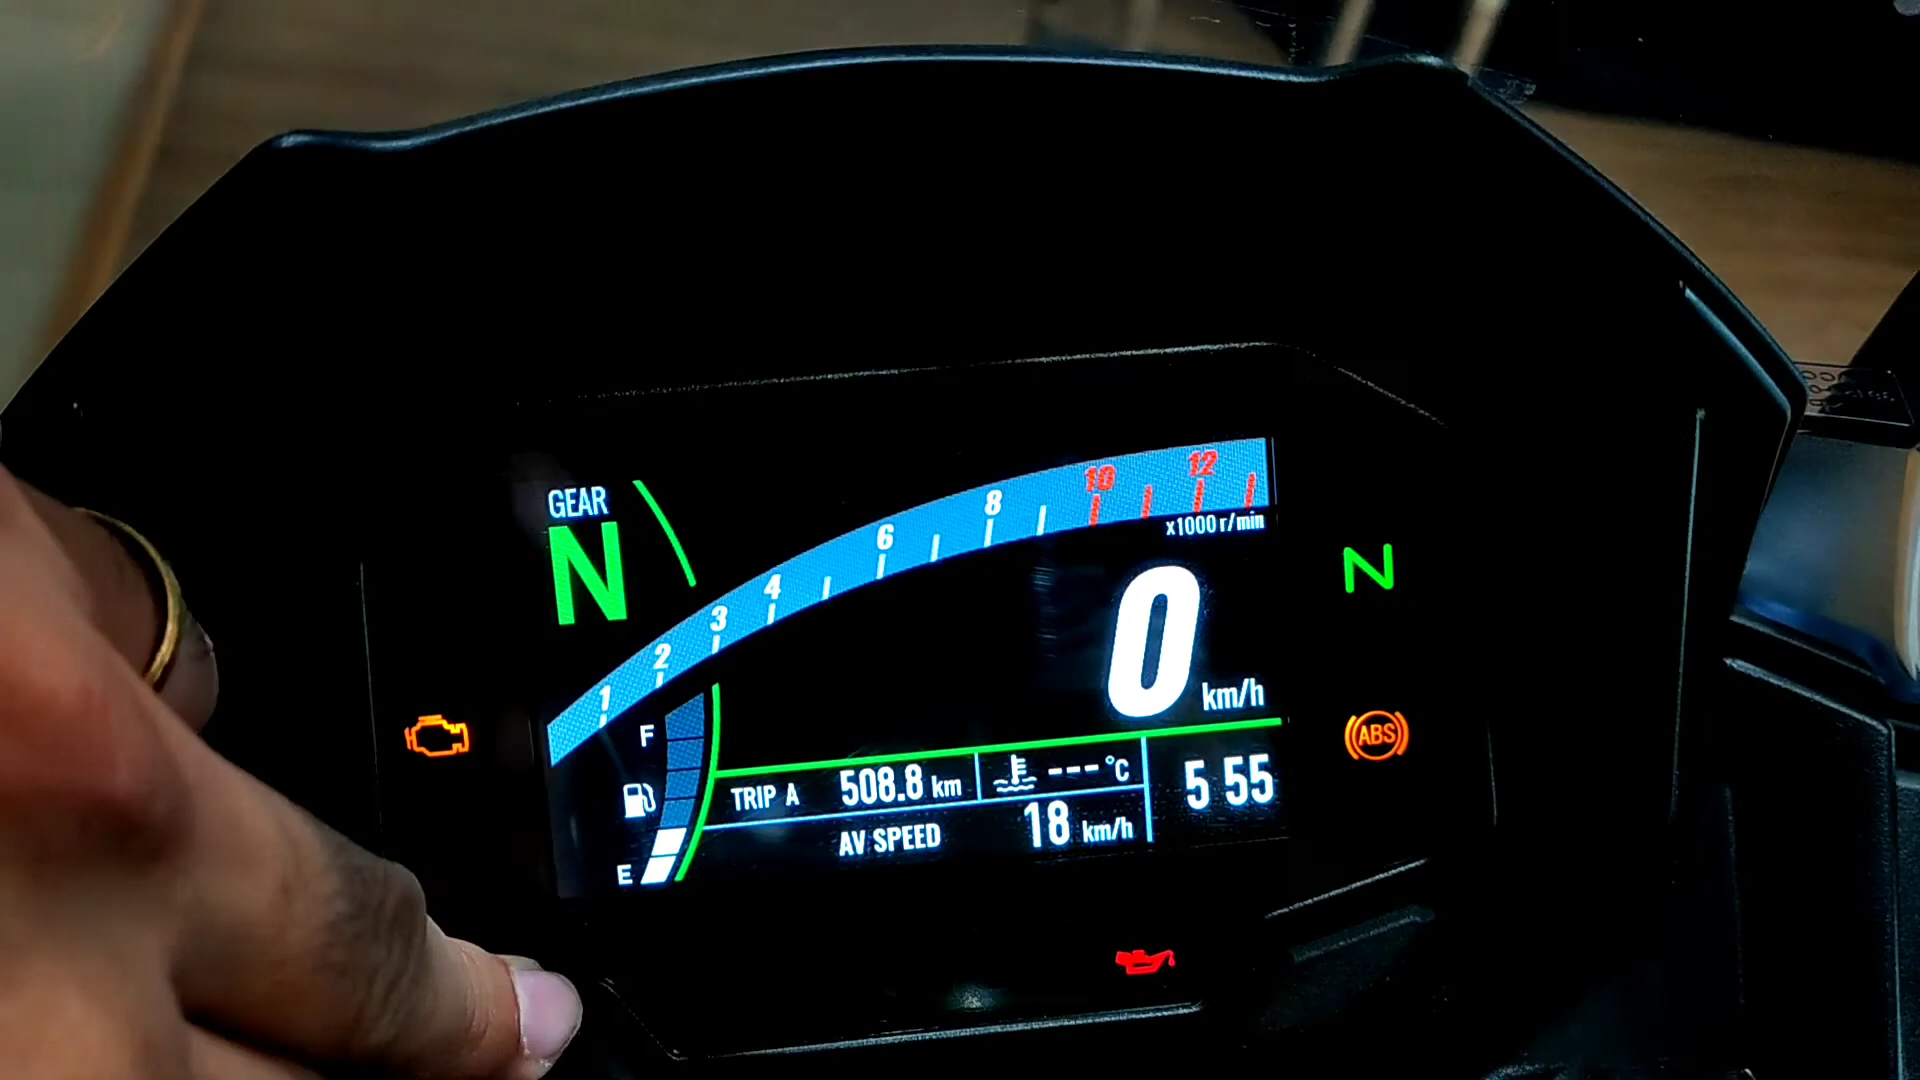 GEAR
N
1 2 3 4 6 8 10 12
x1000 r/min
N
0 km/h
F
E
TRIP A 508.8 km
--- °C
5 55
AV SPEED 18 km/h
ABS